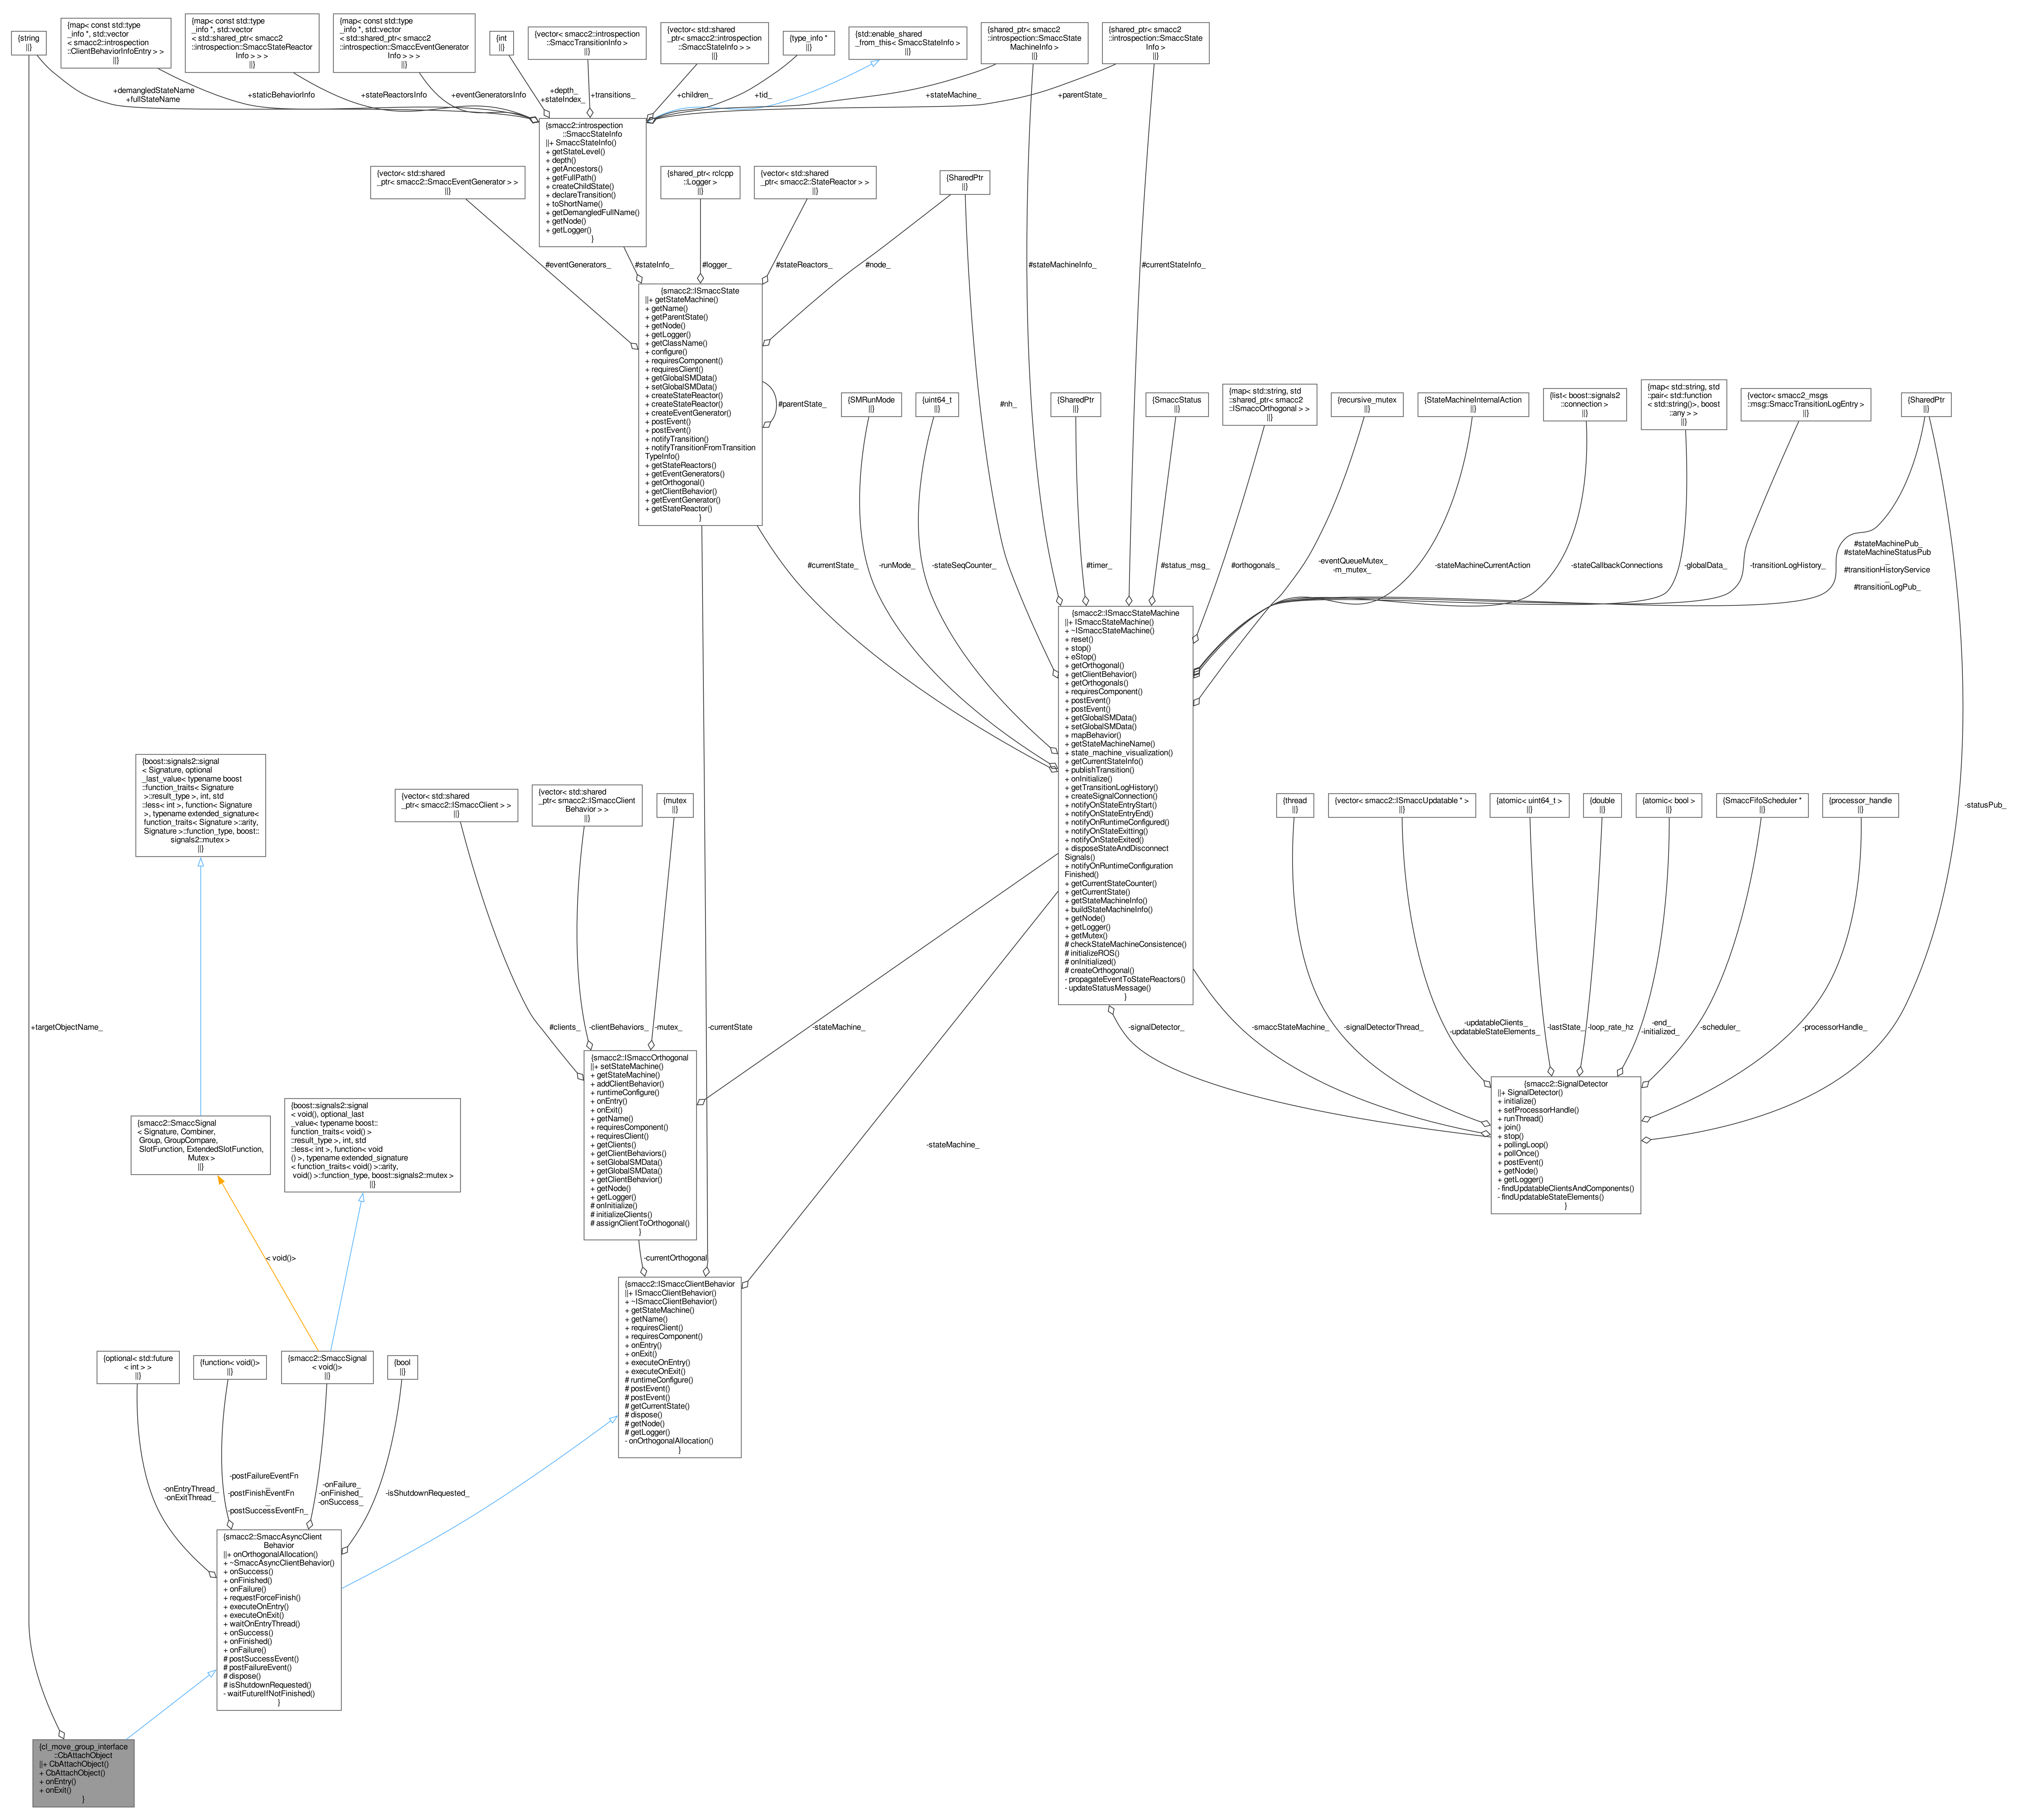 {string
||}
{map< const std::type
_info *, std::vector
< smacc2::introspection
::ClientBehaviorInfoEntry > >
||}
{map< const std::type
_info *, std::vector
< std::shared_ptr< smacc2
::introspection::SmaccStateReactor
Info > > >
||}
{map< const std::type
_info *, std::vector
< std::shared_ptr< smacc2
::introspection::SmaccEventGenerator
Info > > >
||}
{int
||}
{vector< smacc2::introspection
::SmaccTransitionInfo >
||}
{vector< std::shared
_ptr< smacc2::introspection
::SmaccStateInfo > >
||}
{type_info *
||}
{std::enable_shared
_from_this< SmaccStateInfo >
||}
{shared_ptr< smacc2
::introspection::SmaccState
MachineInfo >
||}
{shared_ptr< smacc2
::introspection::SmaccState
Info >
||}
+demangledStateName
+fullStateName
+staticBehaviorInfo
+stateReactorsInfo
+eventGeneratorsInfo
+depth_
+stateIndex_
+transitions_
+children_
+tid_
+stateMachine_
+parentState_
{smacc2::introspection
::SmaccStateInfo
||+ SmaccStateInfo()
+ getStateLevel()
+ depth()
+ getAncestors()
+ getFullPath()
+ createChildState()
+ declareTransition()
+ toShortName()
+ getDemangledFullName()
+ getNode()
+ getLogger()
}
{vector< std::shared
_ptr< smacc2::SmaccEventGenerator > >
||}
{shared_ptr< rclcpp
::Logger >
||}
{vector< std::shared
_ptr< smacc2::StateReactor > >
||}
{SharedPtr
||}
#eventGenerators_
#stateInfo_
#logger_
#stateReactors_
#node_
#stateMachineInfo_
#currentStateInfo_
{smacc2::ISmaccState
||+ getStateMachine()
+ getName()
+ getParentState()
+ getNode()
+ getLogger()
+ getClassName()
+ configure()
+ requiresComponent()
+ requiresClient()
+ getGlobalSMData()
+ setGlobalSMData()
+ createStateReactor()
+ createStateReactor()
+ createEventGenerator()
+ postEvent()
+ postEvent()
+ notifyTransition()
+ notifyTransitionFromTransition
TypeInfo()
+ getStateReactors()
+ getEventGenerators()
+ getOrthogonal()
+ getClientBehavior()
+ getEventGenerator()
+ getStateReactor()
}
#parentState_
{SMRunMode
||}
{uint64_t
||}
#nh_
{SharedPtr
||}
{SmaccStatus
||}
{map< std::string, std
::shared_ptr< smacc2
::ISmaccOrthogonal > >
||}
{recursive_mutex
||}
{StateMachineInternalAction
||}
{list< boost::signals2
::connection >
||}
{map< std::string, std
::pair< std::function
< std::string()>, boost
::any > >
||}
{vector< smacc2_msgs
::msg::SmaccTransitionLogEntry >
||}
{SharedPtr
||}
#currentState_
-runMode_
-stateSeqCounter_
#timer_
#status_msg_
#orthogonals_
-eventQueueMutex_
-m_mutex_
-stateMachineCurrentAction
-stateCallbackConnections
-globalData_
-transitionLogHistory_
#stateMachinePub_
#stateMachineStatusPub
_
#transitionHistoryService
_
#transitionLogPub_
{smacc2::ISmaccStateMachine
||+ ISmaccStateMachine()
+ ~ISmaccStateMachine()
+ reset()
+ stop()
+ eStop()
+ getOrthogonal()
+ getClientBehavior()
+ getOrthogonals()
+ requiresComponent()
+ postEvent()
+ postEvent()
+ getGlobalSMData()
+ setGlobalSMData()
+ mapBehavior()
+ getStateMachineName()
+ state_machine_visualization()
+ getCurrentStateInfo()
+ publishTransition()
+ onInitialize()
+ getTransitionLogHistory()
+ createSignalConnection()
+ notifyOnStateEntryStart()
+ notifyOnStateEntryEnd()
+ notifyOnRuntimeConfigured()
+ notifyOnStateExitting()
+ notifyOnStateExited()
+ disposeStateAndDisconnect
Signals()
+ notifyOnRuntimeConfiguration
Finished()
+ getCurrentStateCounter()
+ getCurrentState()
+ getStateMachineInfo()
+ buildStateMachineInfo()
+ getNode()
+ getLogger()
+ getMutex()
# checkStateMachineConsistence()
# initializeROS()
# onInitialized()
# createOrthogonal()
- propagateEventToStateReactors()
- updateStatusMessage()
}
{boost::signals2::signal
< Signature, optional
_last_value< typename boost
::function_traits< Signature
>::result_type >, int, std
::less< int >, function< Signature
>, typename extended_signature<
function_traits< Signature >::arity,
Signature >::function_type, boost::
signals2::mutex >
||}
{vector< std::shared
_ptr< smacc2::ISmaccClient > >
||}
{vector< std::shared
_ptr< smacc2::ISmaccClient
Behavior > >
||}
{mutex
||}
{thread
||}
{vector< smacc2::ISmaccUpdatable * >
||}
{atomic< uint64_t >
||}
{double
||}
{atomic< bool >
||}
{SmaccFifoScheduler *
||}
{processor_handle
||}
-statusPub_
+targetObjectName_
#clients_
-clientBehaviors_
-mutex_
-currentState
-stateMachine_
-signalDetector_
-smaccStateMachine_
-signalDetectorThread_
-updatableClients_
-updatableStateElements_
-lastState_
-loop_rate_hz
-end_
-initialized_
-scheduler_
-processorHandle_
{smacc2::ISmaccOrthogonal
||+ setStateMachine()
+ getStateMachine()
+ addClientBehavior()
+ runtimeConfigure()
+ onEntry()
+ onExit()
+ getName()
+ requiresComponent()
+ requiresClient()
+ getClients()
+ getClientBehaviors()
+ setGlobalSMData()
+ getGlobalSMData()
+ getClientBehavior()
+ getNode()
+ getLogger()
# onInitialize()
# initializeClients()
# assignClientToOrthogonal()
}
{smacc2::SignalDetector
||+ SignalDetector()
+ initialize()
+ setProcessorHandle()
+ runThread()
+ join()
+ stop()
+ pollingLoop()
+ pollOnce()
+ postEvent()
+ getNode()
+ getLogger()
- findUpdatableClientsAndComponents()
- findUpdatableStateElements()
}
{smacc2::SmaccSignal
< Signature, Combiner,
Group, GroupCompare,
SlotFunction, ExtendedSlotFunction,
Mutex >
||}
{boost::signals2::signal
< void(), optional_last
_value< typename boost::
function_traits< void() >
::result_type >, int, std
::less< int >, function< void
() >, typename extended_signature
< function_traits< void() >::arity,
void() >::function_type, boost::signals2::mutex >
||}
-stateMachine_
< void()>
-currentOrthogonal
{smacc2::ISmaccClientBehavior
||+ ISmaccClientBehavior()
+ ~ISmaccClientBehavior()
+ getStateMachine()
+ getName()
+ requiresClient()
+ requiresComponent()
+ onEntry()
+ onExit()
+ executeOnEntry()
+ executeOnExit()
# runtimeConfigure()
# postEvent()
# postEvent()
# getCurrentState()
# dispose()
# getNode()
# getLogger()
- onOrthogonalAllocation()
}
{optional< std::future
< int > >
||}
{function< void()>
||}
{smacc2::SmaccSignal
< void()>
||}
{bool
||}
-onEntryThread_
-onExitThread_
-postFailureEventFn
_
-postFinishEventFn
_
-postSuccessEventFn_
-onFailure_
-onFinished_
-onSuccess_
-isShutdownRequested_
{smacc2::SmaccAsyncClient
Behavior
||+ onOrthogonalAllocation()
+ ~SmaccAsyncClientBehavior()
+ onSuccess()
+ onFinished()
+ onFailure()
+ requestForceFinish()
+ executeOnEntry()
+ executeOnExit()
+ waitOnEntryThread()
+ onSuccess()
+ onFinished()
+ onFailure()
# postSuccessEvent()
# postFailureEvent()
# dispose()
# isShutdownRequested()
- waitFutureIfNotFinished()
}
{cl_move_group_interface
::CbAttachObject
||+ CbAttachObject()
+ CbAttachObject()
+ onEntry()
+ onExit()
}